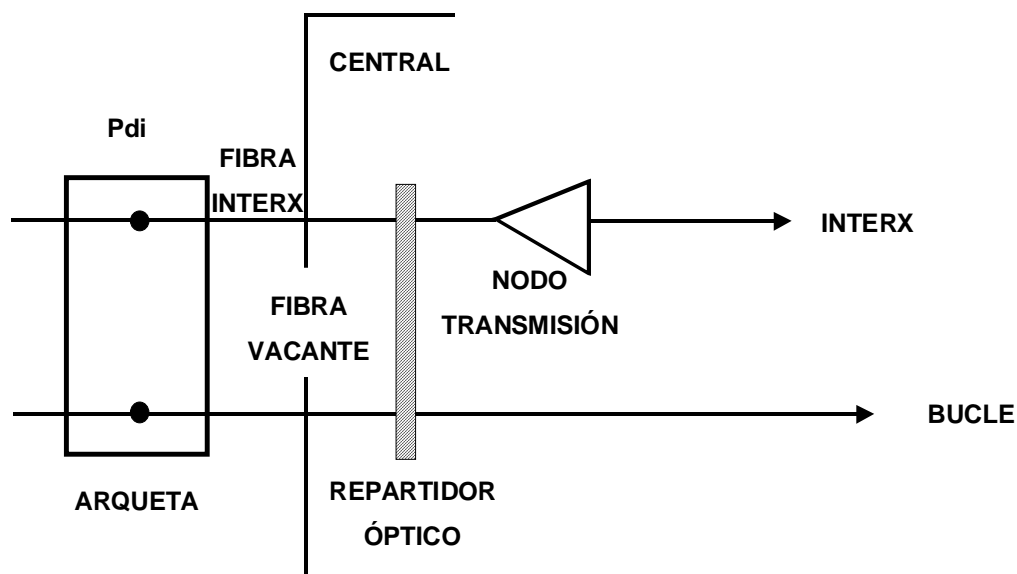 CENTRAL
Pdi
FIBRA
INTERX
INTERX
NODO
TRANSMISIÓN
FIBRA
VACANTE
BUCLE
ARQUETA
REPARTIDOR
ÓPTICO